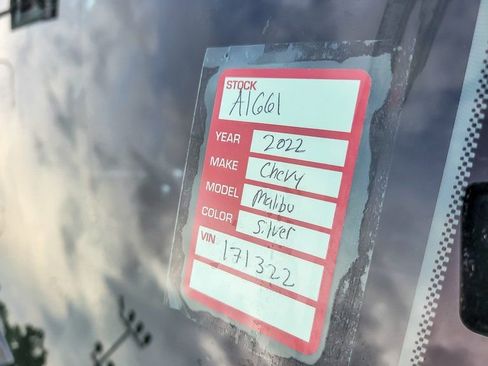 STOCK
A1661
YEAR 2022
MAKE Chevy
MODEL Malibu
COLOR Silver
VIN 171322